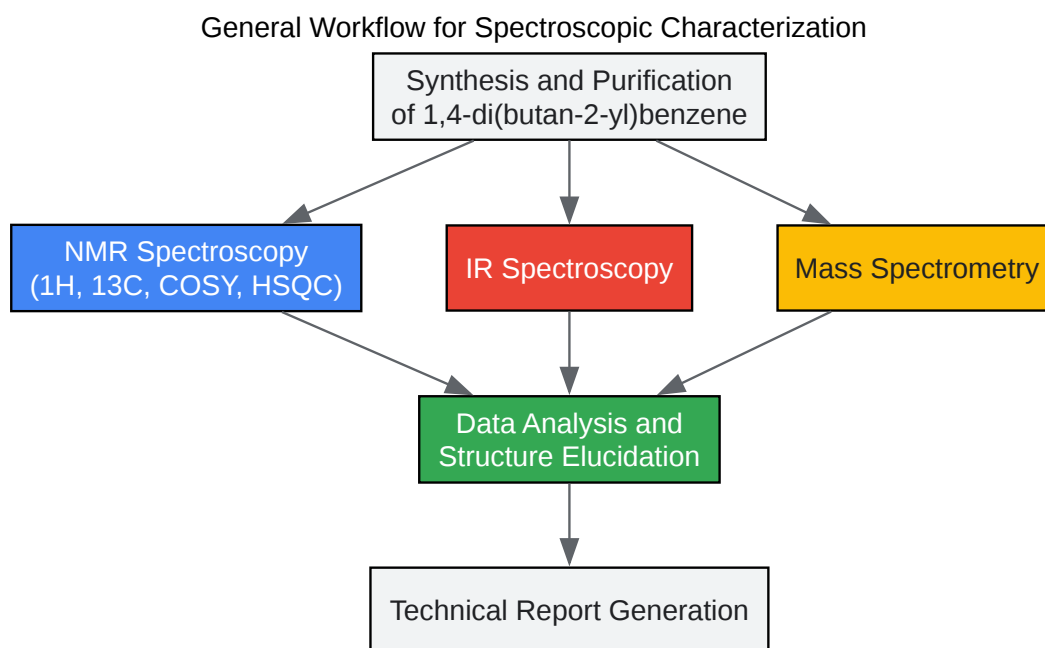 General Workflow for Spectroscopic Characterization
Synthesis and Purification
of 1,4-di(butan-2-yl)benzene
NMR Spectroscopy
(1H, 13C, COSY, HSQC)
IR Spectroscopy
Mass Spectrometry
Data Analysis and
Structure Elucidation
Technical Report Generation